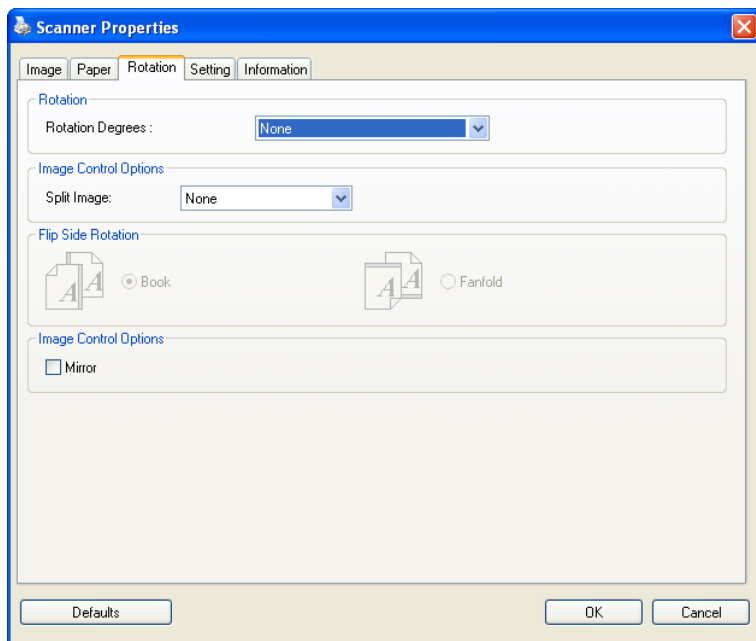 Scanner Properties
Image Paper Rotation Setting Information
Rotation
Rotation Degrees : None
Image Control Options
Split Image: None
Flip Side Rotation
A A Book A A Fanfold
Image Control Options
Mirror
Defaults OK Cancel